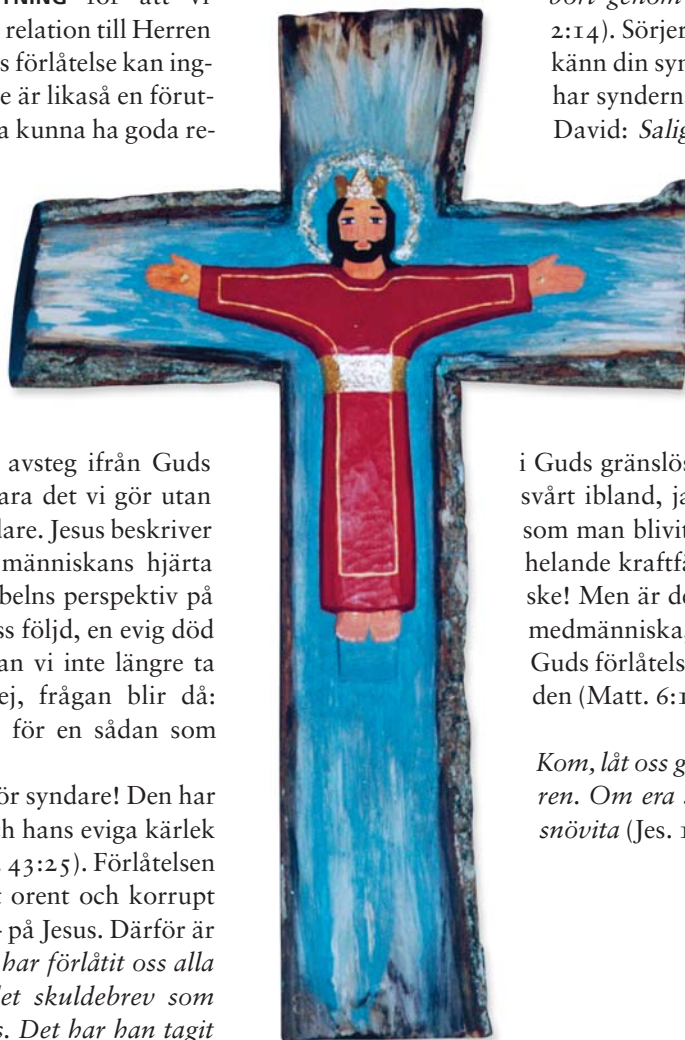 relation till Herren
s förlåtelse kan ing-
e är likaså en förut-
a kunna ha goda re-
avsteg ifrån Guds
ara det vi gör utan
lare. Jesus beskriver
människans hjärta
belns perspektiv på
ss följd, en evig död
an vi inte längre ta
ej, frågan blir då:
för en sådan som
ör syndare! Den har
ch hans eviga kärlek
. 43:25). Förlåtelsen
t orent och korrupt
– på Jesus. Därför är
har förlåtit oss alla
let skuldebrev som
s. Det har han tagit
2:14). Sörjer
känn din syn
har syndern
David: Salig
i Guds gränslös
svårt ibland, ja
som man blivit
helande kraftfä
ske! Men är de
medmänniska,
Guds förlåtels
den (Matt. 6:1
Kom, låt oss g
ren. Om era s
snövita (Jes. 1